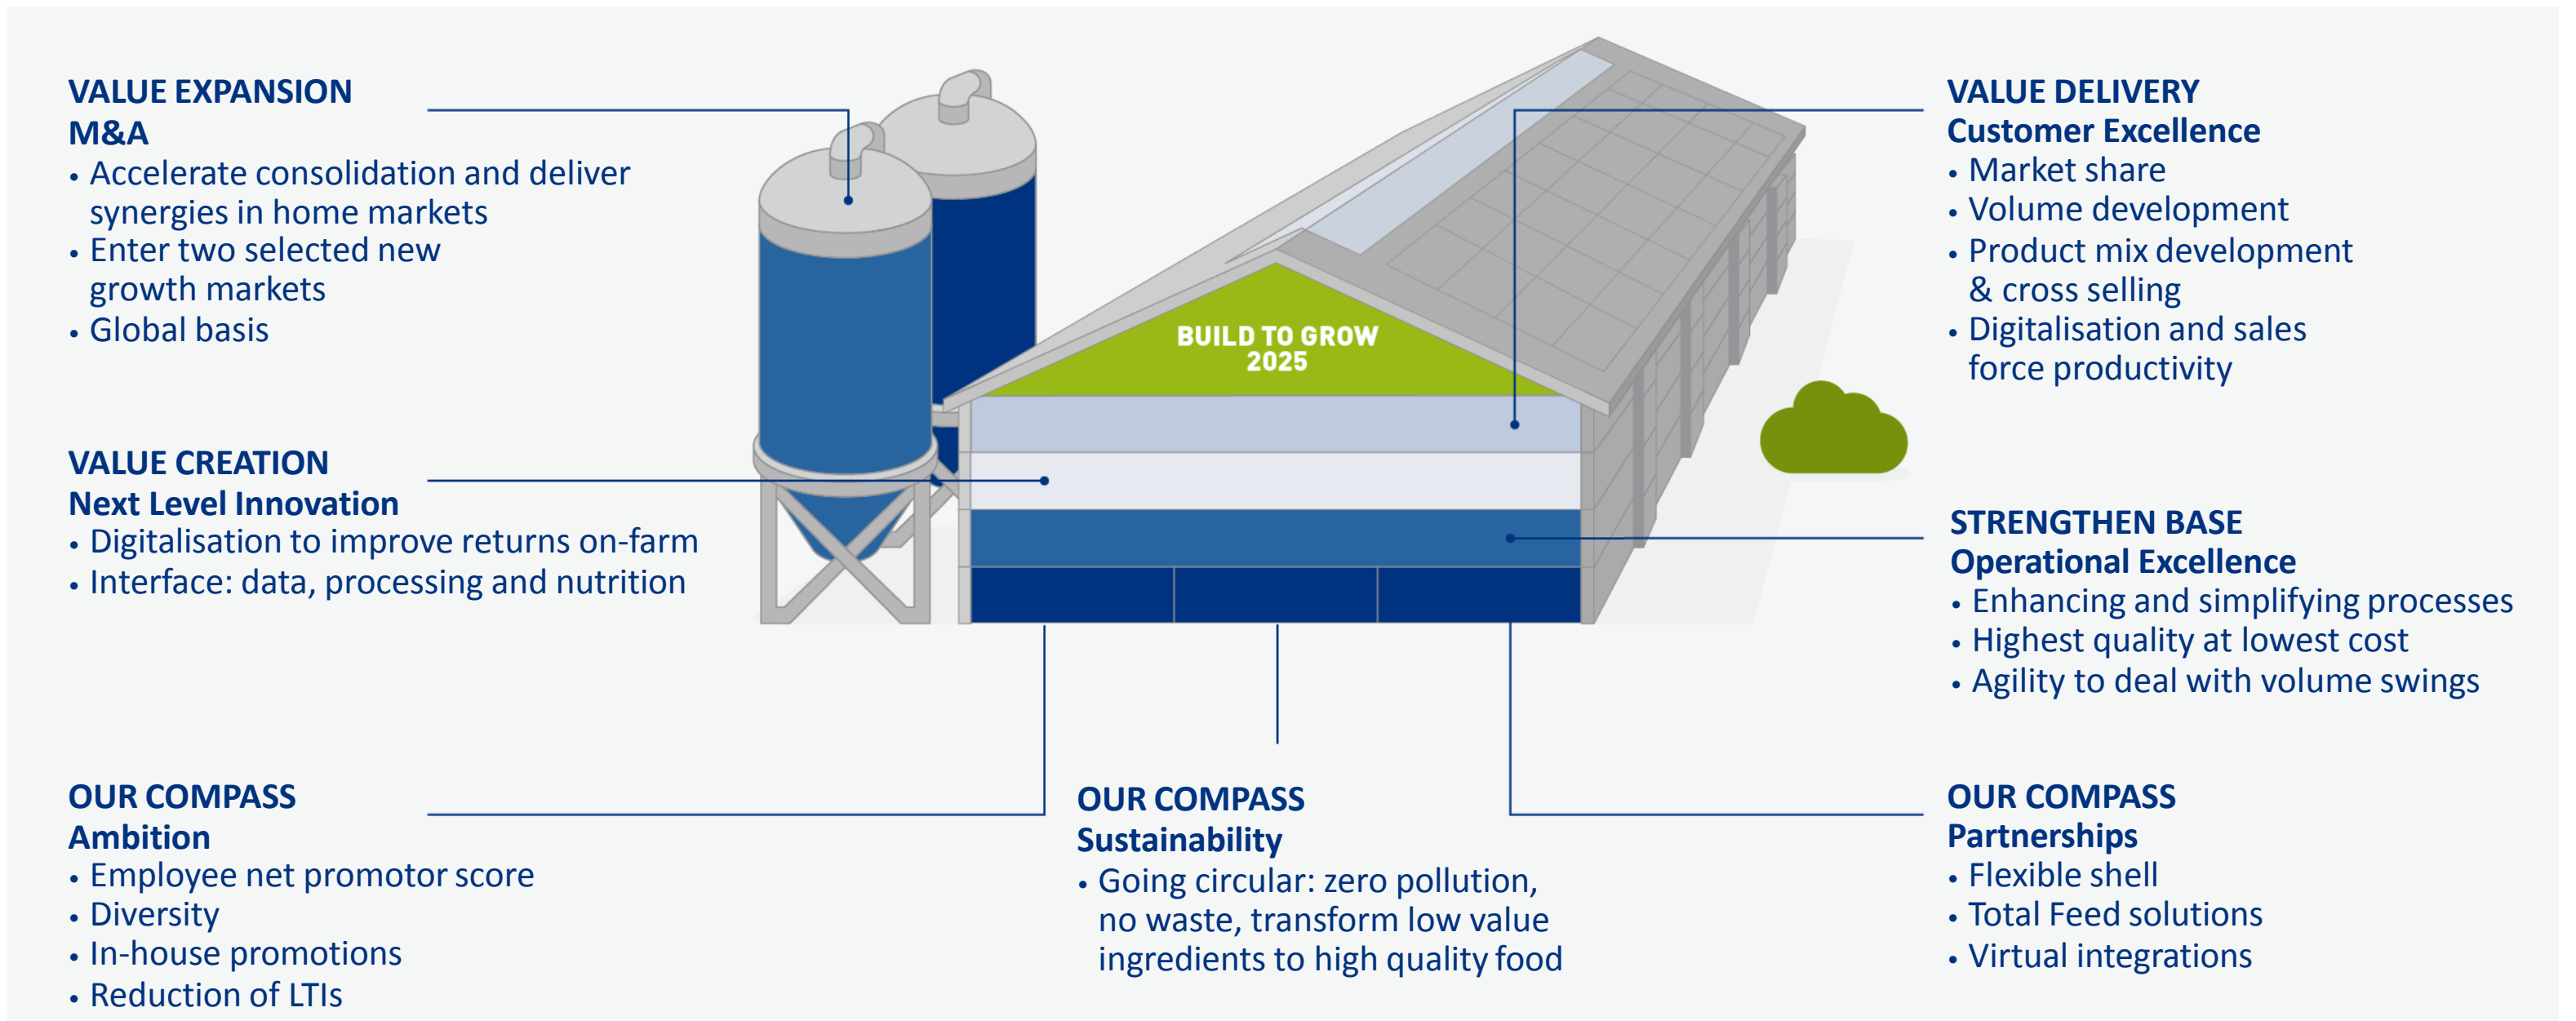 VALUE EXPANSION
M&A
• Accelerate consolidation and deliver
synergies in home markets
• Enter two selected new
growth markets
• Global basis
VALUE CREATION
Next Level Innovation
• Digitalisation to improve returns on-farm
• Interface: data, processing and nutrition
OUR COMPASS
Ambition
• Employee net promotor score
• Diversity
• In-house promotions
• Reduction of LTIs
BUILD TO GROW
2025
OUR COMPASS
Sustainability
• Going circular: zero pollution,
no waste, transform low value
ingredients to high quality food
VALUE DELIVERY
Customer Excellence
• Market share
• Volume development
• Product mix development
& cross selling
• Digitalisation and sales
force productivity
STRENGTHEN BASE
Operational Excellence
• Enhancing and simplifying processes
• Highest quality at lowest cost
• Agility to deal with volume swings
OUR COMPASS
Partnerships
• Flexible shell
• Total Feed solutions
• Virtual integrations